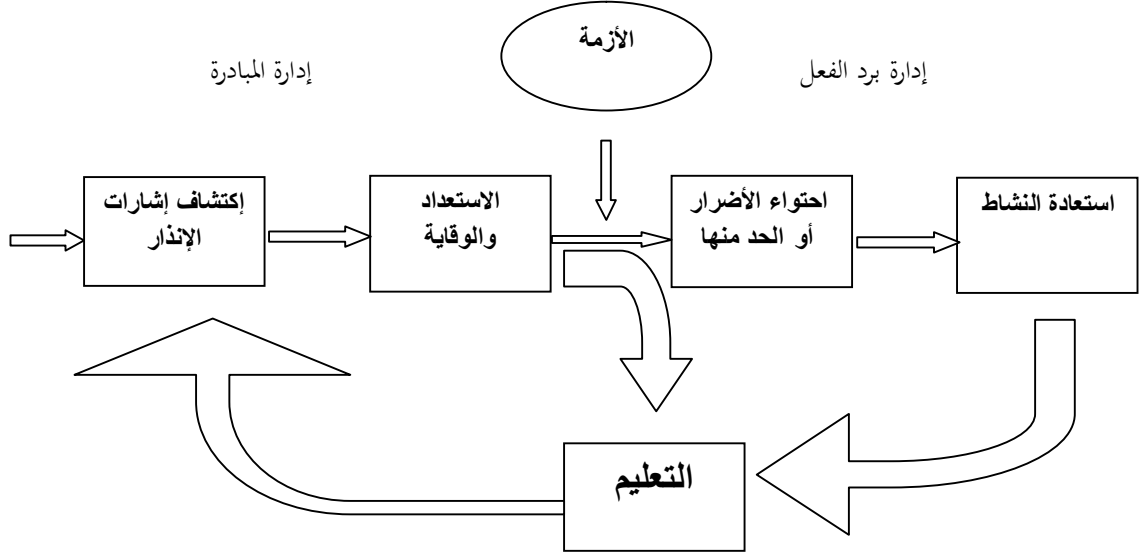 الأزمة
إدارة برد الفعل
إدارة المبادرة
إكتشاف إشارات
الإنذار
الاستعداد
والوقاية
احتواء الأضرار
أو الحد منها
استعادة النشاط
التعليم